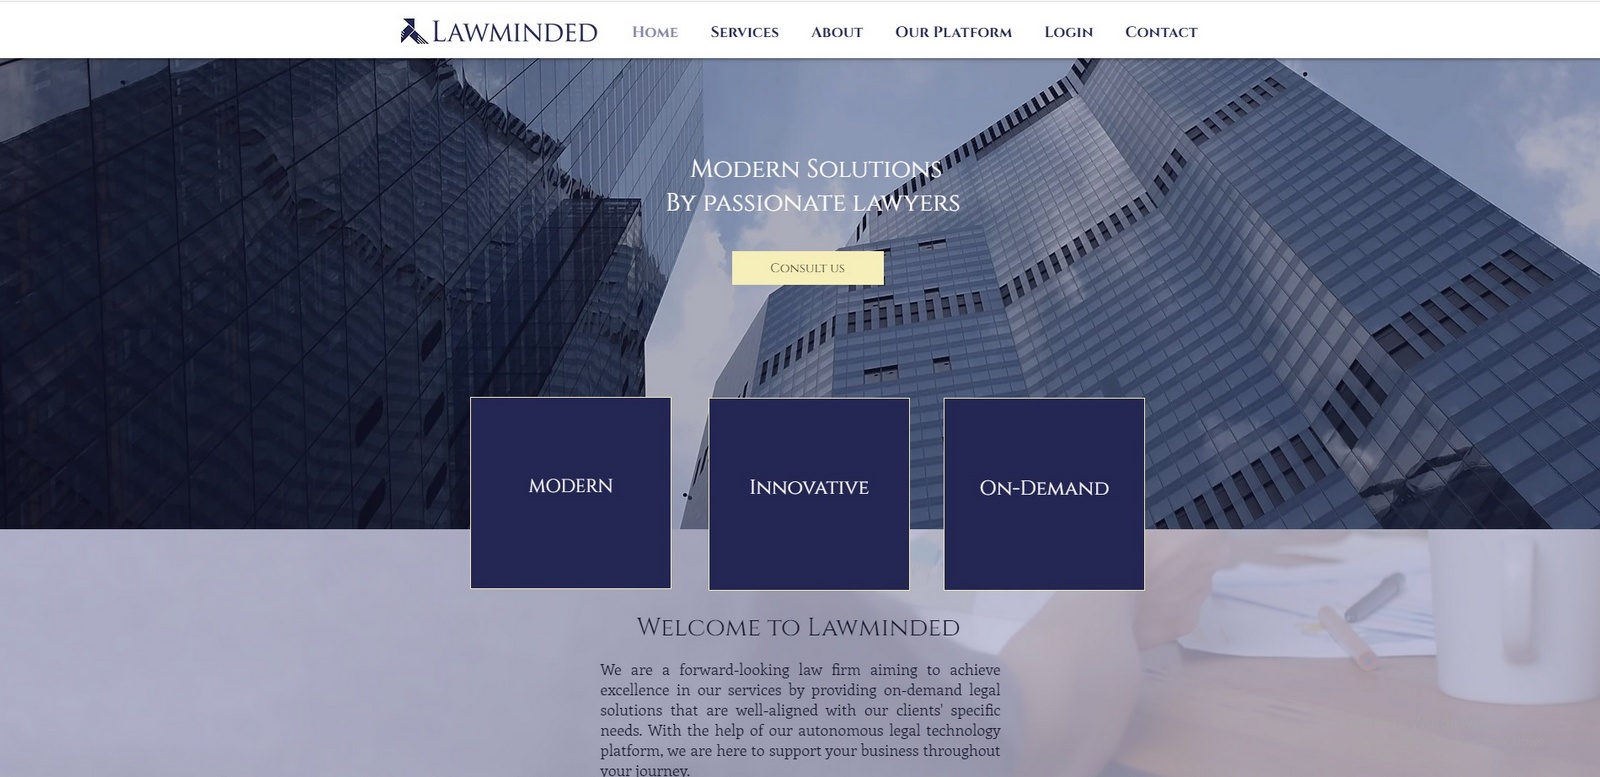 LAWMINDED
HOME SERVICES ABOUT OUR PLATFORM LOGIN CONTACT
MODERN SOLUTIONS
BY PASSIONATE LAWYERS
CONSULT US
MODERN
INNOVATIVE
ON-DEMAND
WELCOME TO LAWMINDED
We are a forward-looking law firm aiming to achieve
excellence in our services by providing on-demand legal
solutions that are well-aligned with our clients' specific
needs. With the help of our autonomous legal technology
platform, we are here to support your business throughout
your journey.